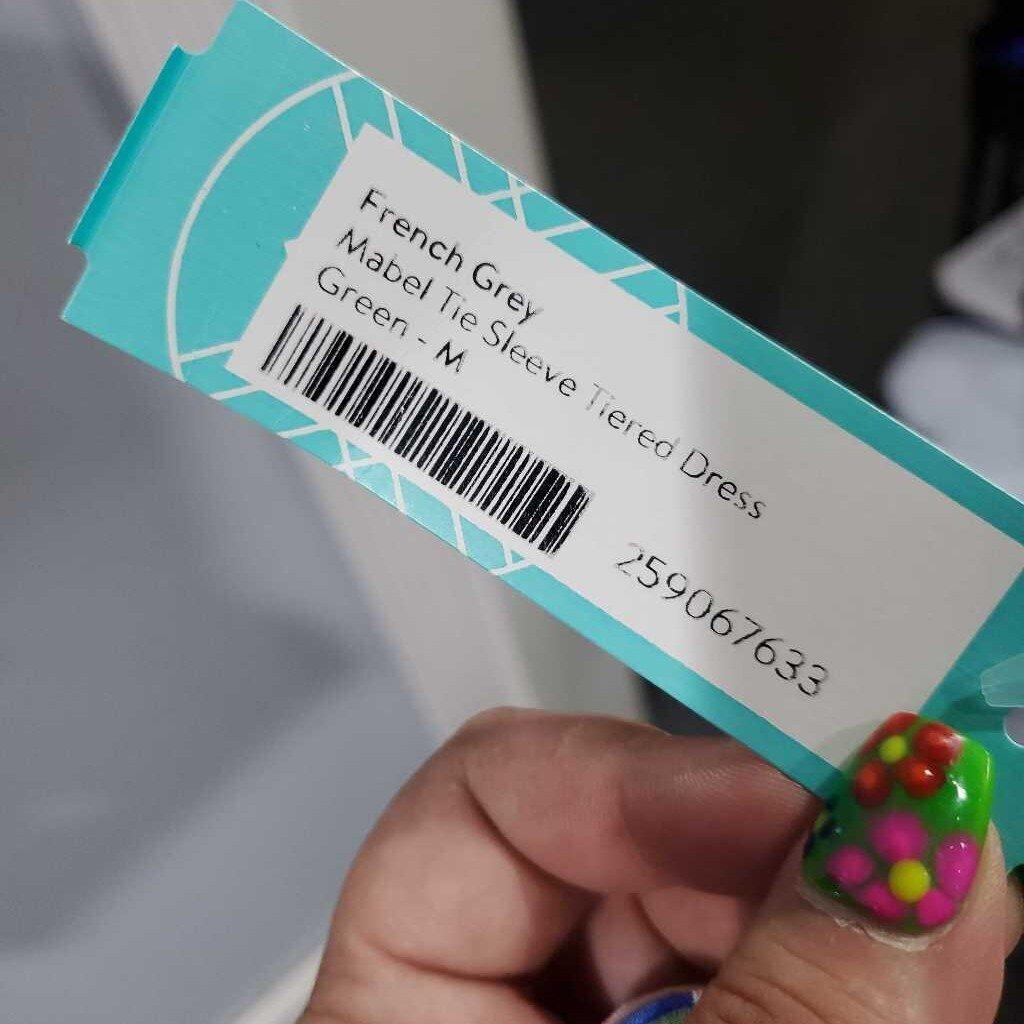 French Grey
Mabel Tie Sleeve Tiered Dress
Green - M
259067633